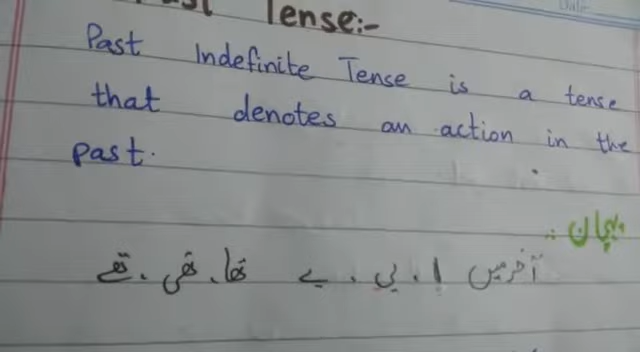 Tense:-
Past Indefinite Tense is a tense
that denotes an action in the
past.
پہچان :.
آخر میں ا۔ ی۔ ے تھا۔ تھی۔ تھے